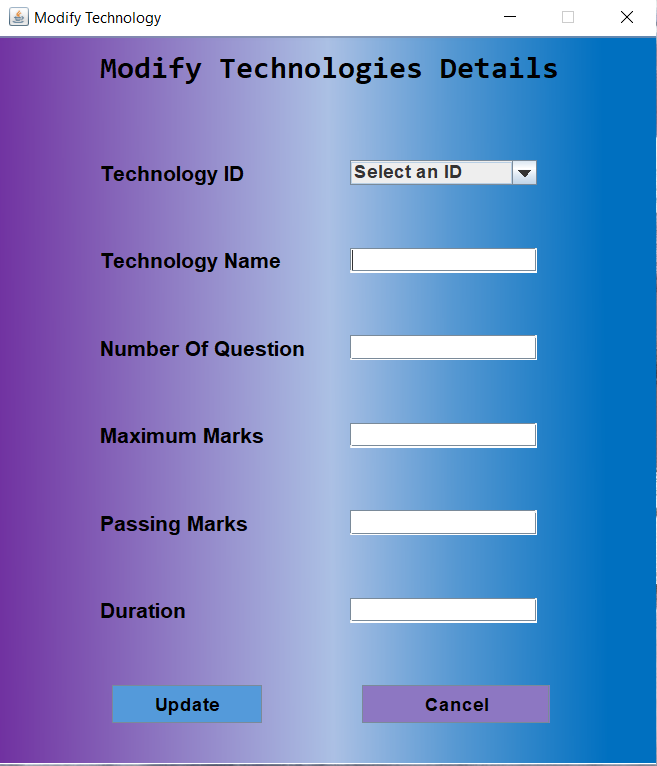 Modify Technology
Modify Technologies Details
Technology ID
Select an ID
Technology Name
Number Of Question
Maximum Marks
Passing Marks
Duration
Update
Cancel